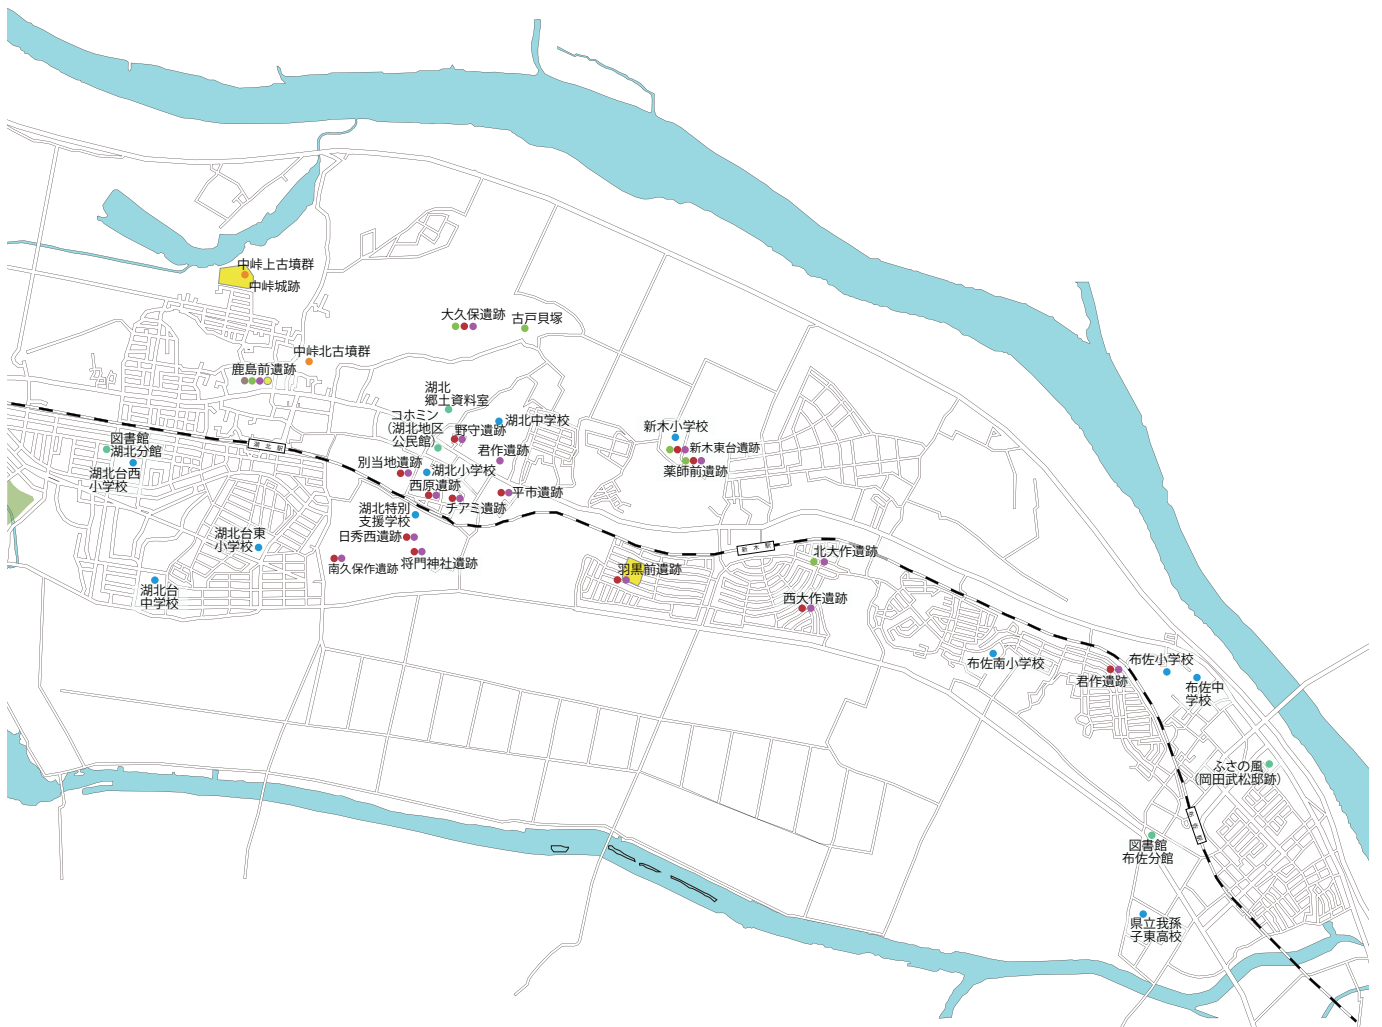 中峠上古墳群
中峠城跡
大久保遺跡
古戸貝塚
中峠北古墳群
鹿島前遺跡
湖北
郷土資料室
コホミン
（湖北地区
公民館）
湖北中学校
野守遺跡
君作遺跡
新木小学校
新木東台遺跡
薬師前遺跡
図書館
湖北分館
湖北台西
小学校
湖北駅
別当地遺跡
湖北小学校
西原遺跡
チアミ遺跡
平市遺跡
湖北特別
支援学校
日秀西遺跡
将門神社遺跡
南久保作遺跡
湖北台東
小学校
湖北台
中学校
新木駅
北大作遺跡
羽黒前遺跡
西大作遺跡
布佐南小学校
君作遺跡
布佐小学校
布佐中
学校
ふさの風
（岡田武松邸跡）
布佐駅
図書館
布佐分館
県立我孫
子東高校